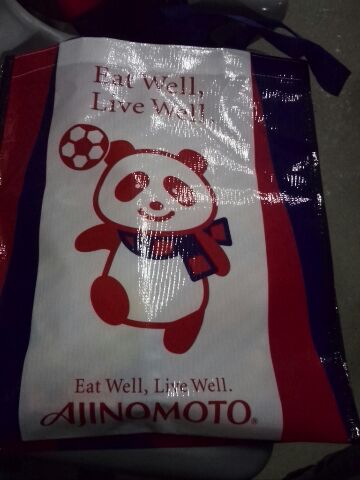 Eat Well,
Live Well.
Eat Well, Live Well.
AJINOMOTO®